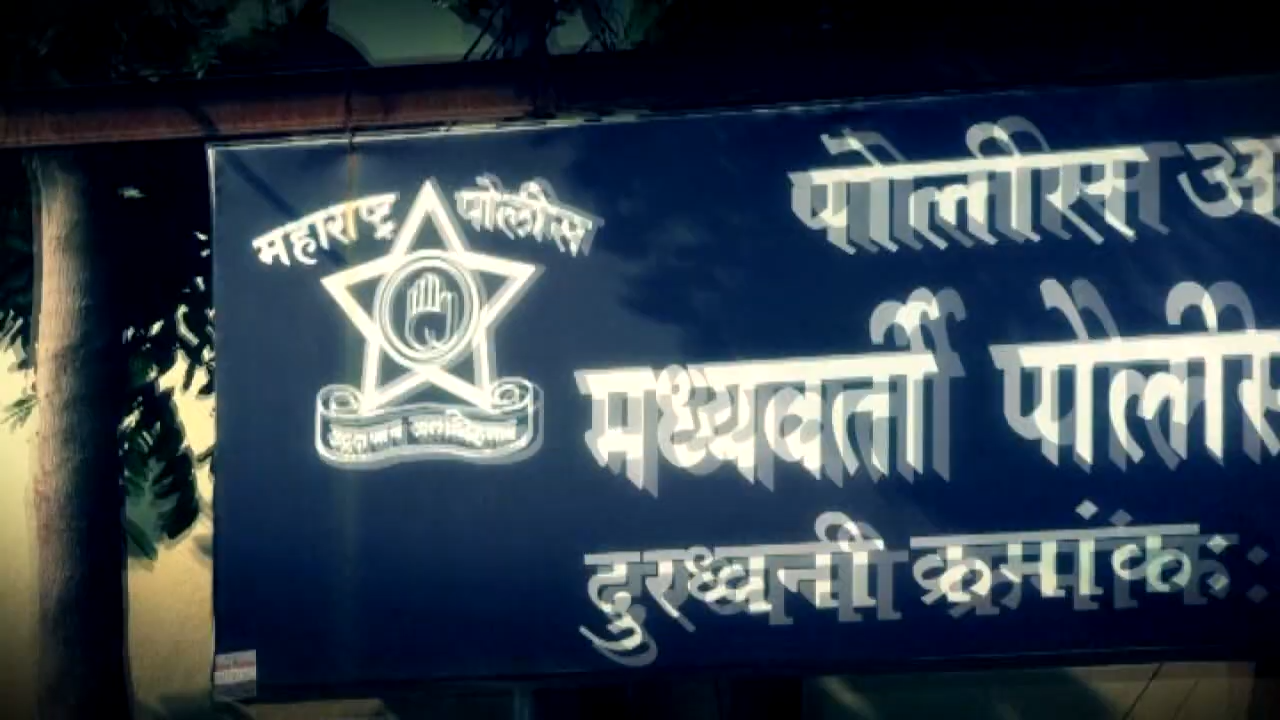 महाराष्ट्र पोलीस
पोलीस अ
मध्यवर्ती पोलीस
दुरध्वनी क्रमांक: